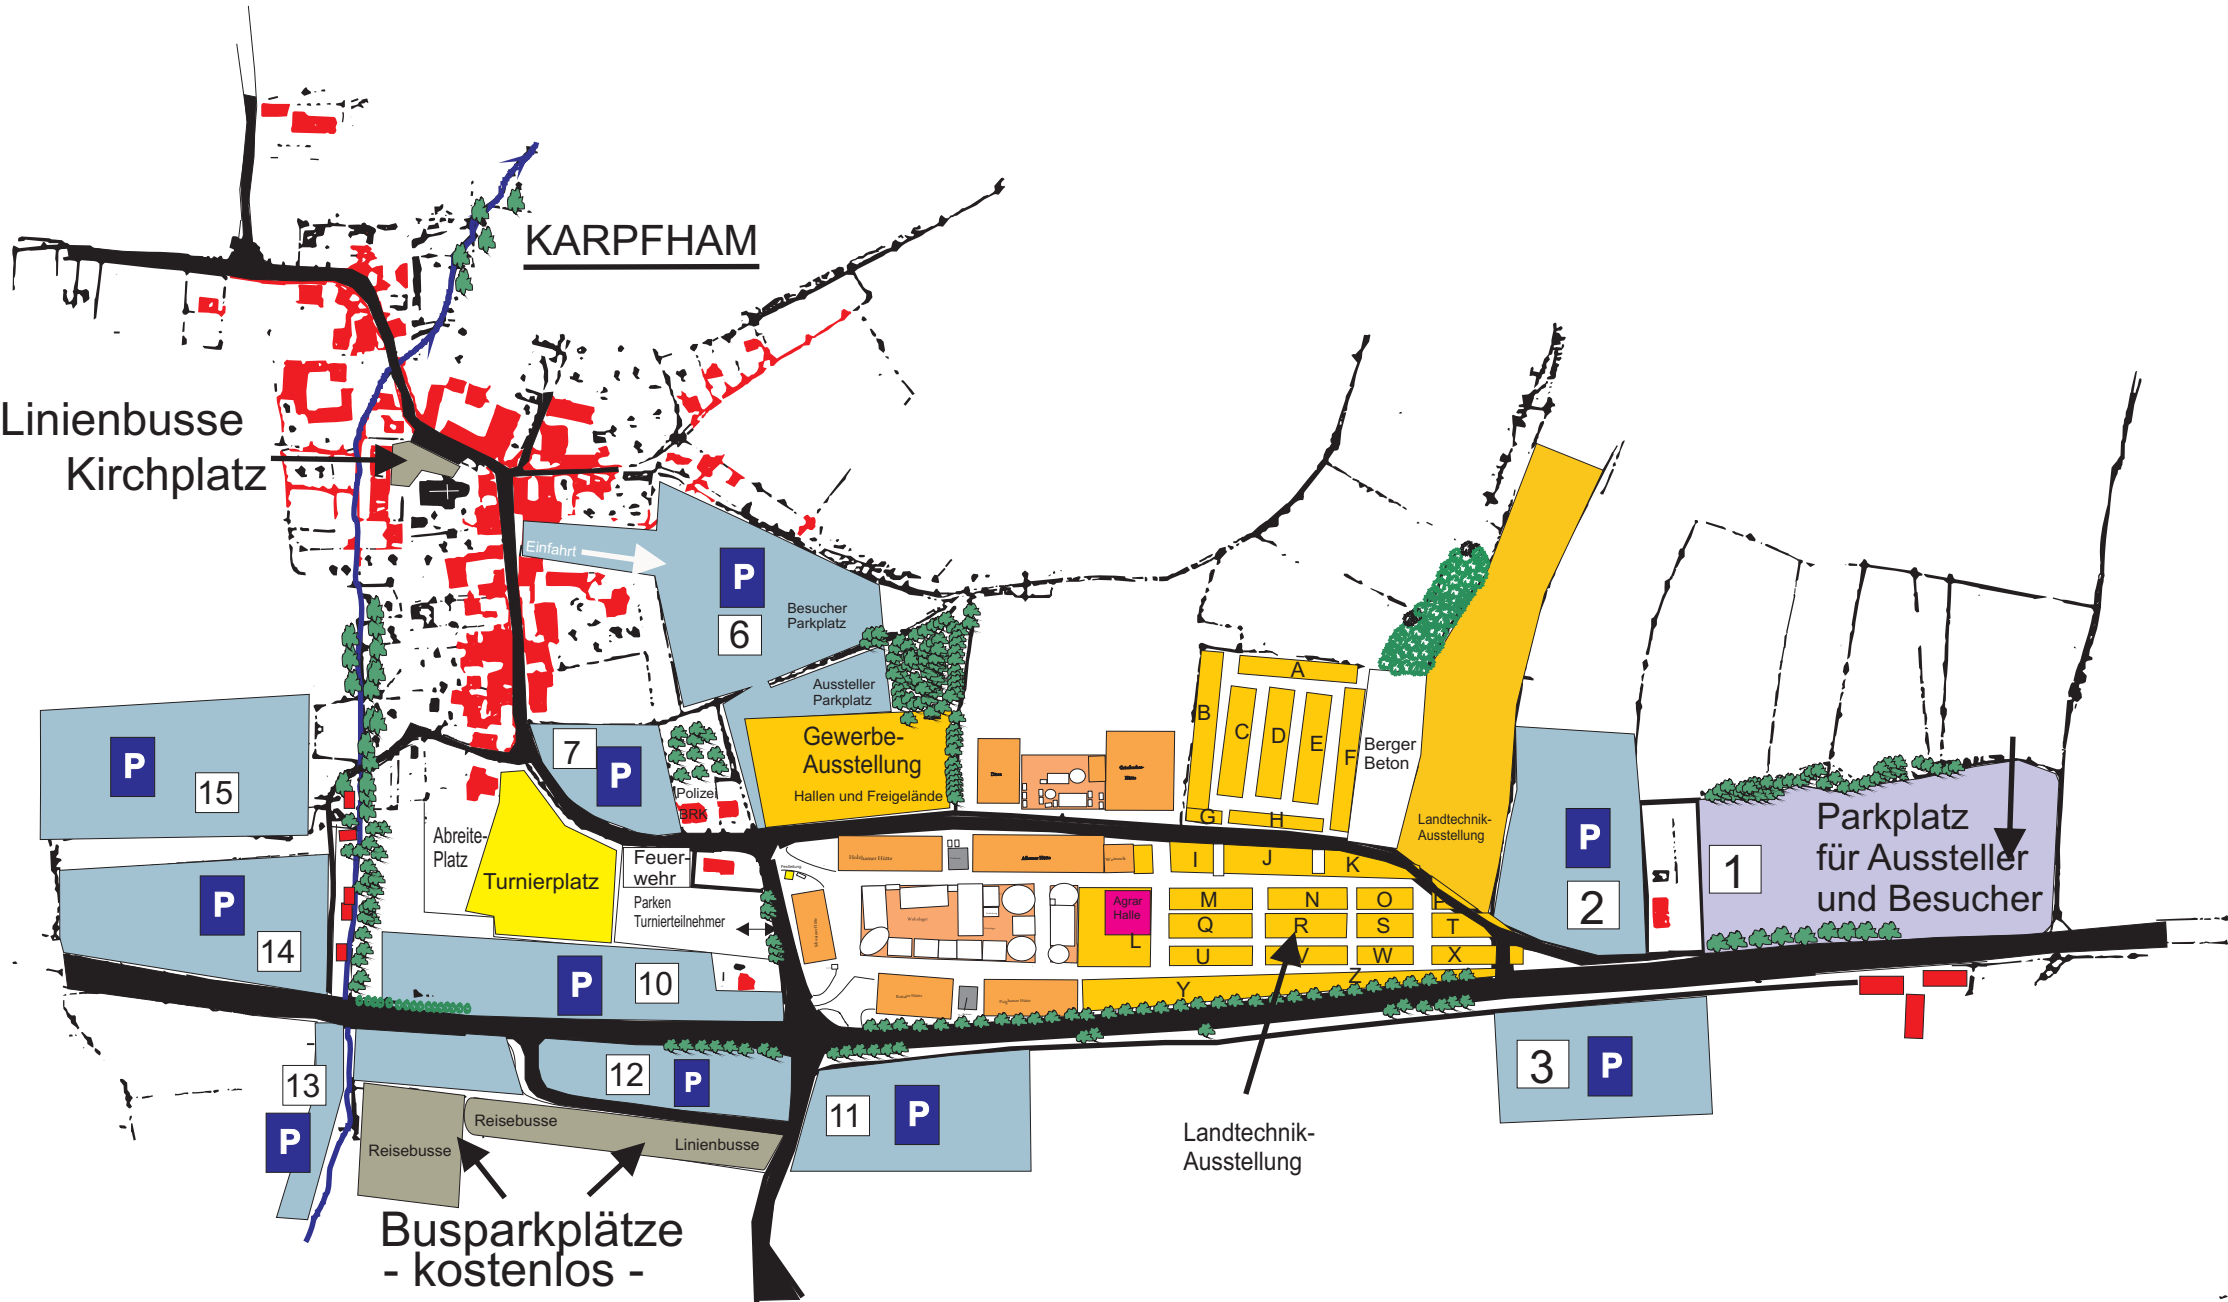 KARPFHAM
Linienbusse
Kirchplatz
Einfahrt
P
6
Besucher
Parkplatz
Aussteller
Parkplatz
Gewerbe-
Ausstellung
Hallen und Freigelände
P
15
7
P
Polizei
BRK
Abreite-
Platz
Turnierplatz
Feuer-
wehr
Parken
Turnierteilnehmer
P
14
P
10
A
B
C
D
E
F
G
H
Berger
Beton
Landtechnik-
Ausstellung
I
J
K
M
N
O
P
Q
R
S
T
U
V
W
X
Y
Z
Agrar
Halle
L
P
2
1
Parkplatz
für Aussteller
und Besucher
13
P
12
P
11
P
3
P
Reisebusse
Reisebusse
Linienbusse
Busparkplätze
- kostenlos -
Landtechnik-
Ausstellung